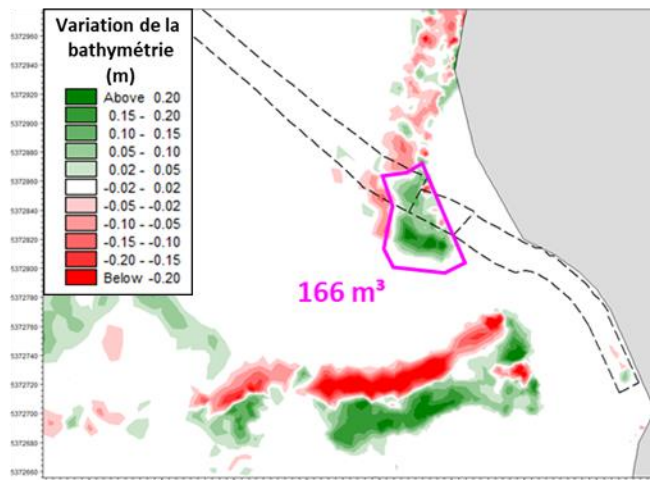 Variation de la
bathymétrie
(m)
Above 0.20
0.15 - 0.20
0.10 - 0.15
0.05 - 0.10
0.02 - 0.05
-0.02 - 0.02
-0.05 - -0.02
-0.10 - -0.05
-0.15 - -0.10
-0.20 - -0.15
Below -0.20
166 m³
5372980
5372960
5372940
5372920
5372900
5372880
5372860
5372840
5372820
5372800
5372780
5372760
5372740
5372720
5372700
5372680
5372660